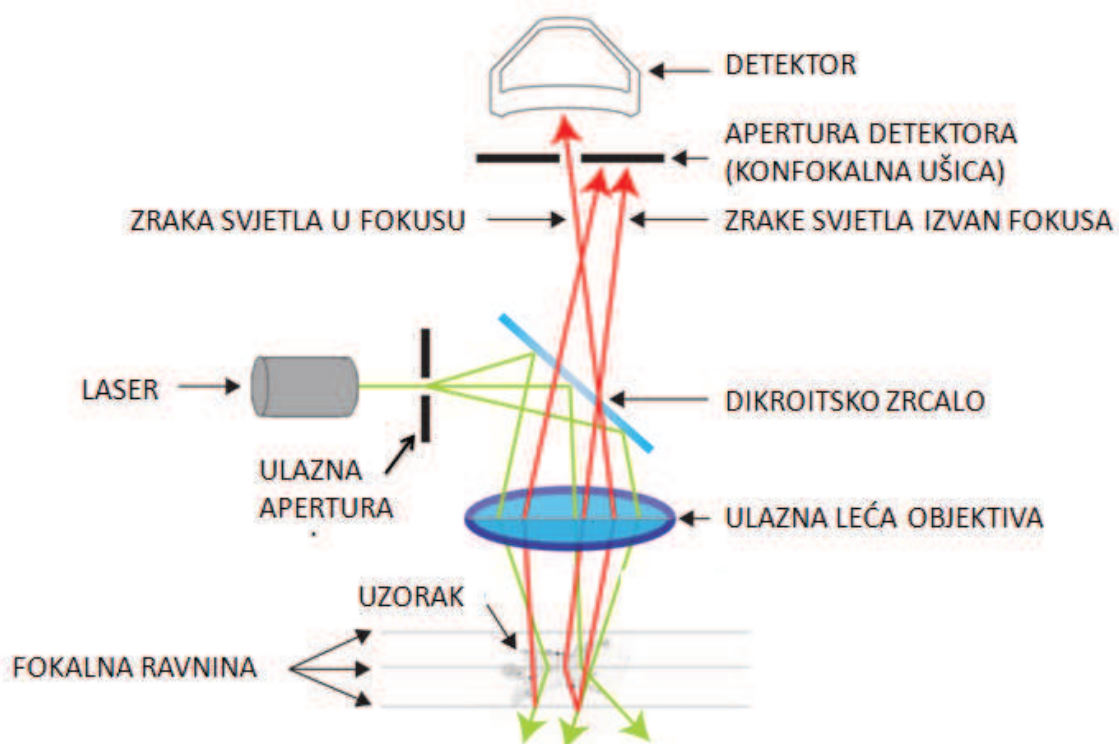 DETEKTOR
APERTURA DETEKTORA
(KONFOKALNA UŠICA)
ZRAKA SVJETLA U FOKUSU
ZRAKE SVJETLA IZVAN FOKUSA
LASER
DIKROITSKO ZRCALO
ULAZNA
APERTURA
ULAZNA LEĆA OBJEKTIVA
UZORAK
FOKALNA RAVNINA